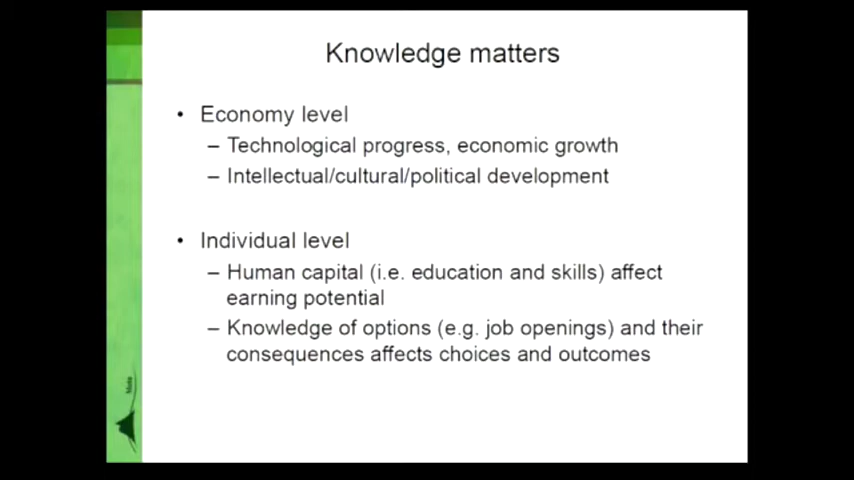 Knowledge matters
• Economy level
– Technological progress, economic growth
– Intellectual/cultural/political development
• Individual level
– Human capital (i.e. education and skills) affect
earning potential
– Knowledge of options (e.g. job openings) and their
consequences affects choices and outcomes